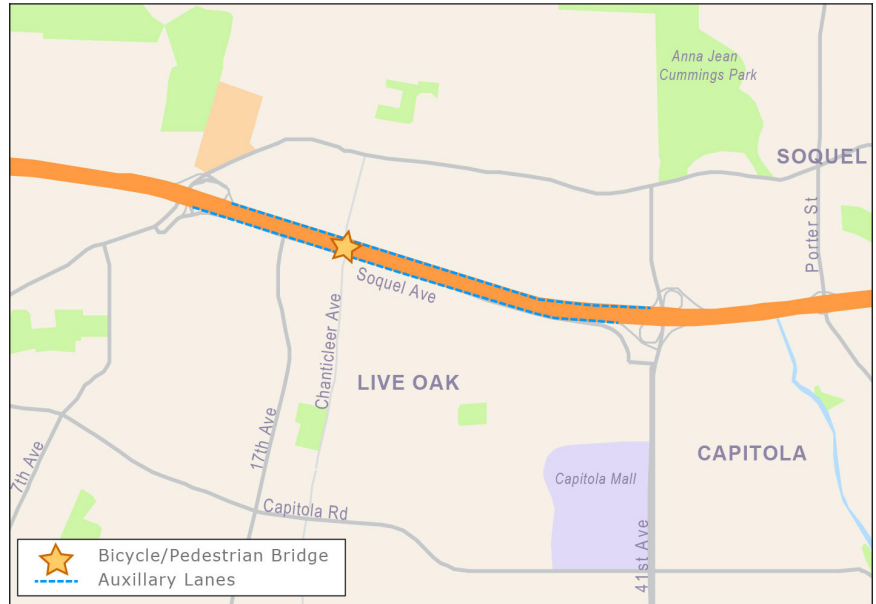 Anna Jean
Cummings Park
SOQUEL
Porter St
Soquel Ave
Chanticleer Ave
LIVE OAK
17th Ave
7th Ave
CAPITOLA
Capitola Mall
Capitola Rd
41st Ave
Bicycle/Pedestrian Bridge
Auxillary Lanes